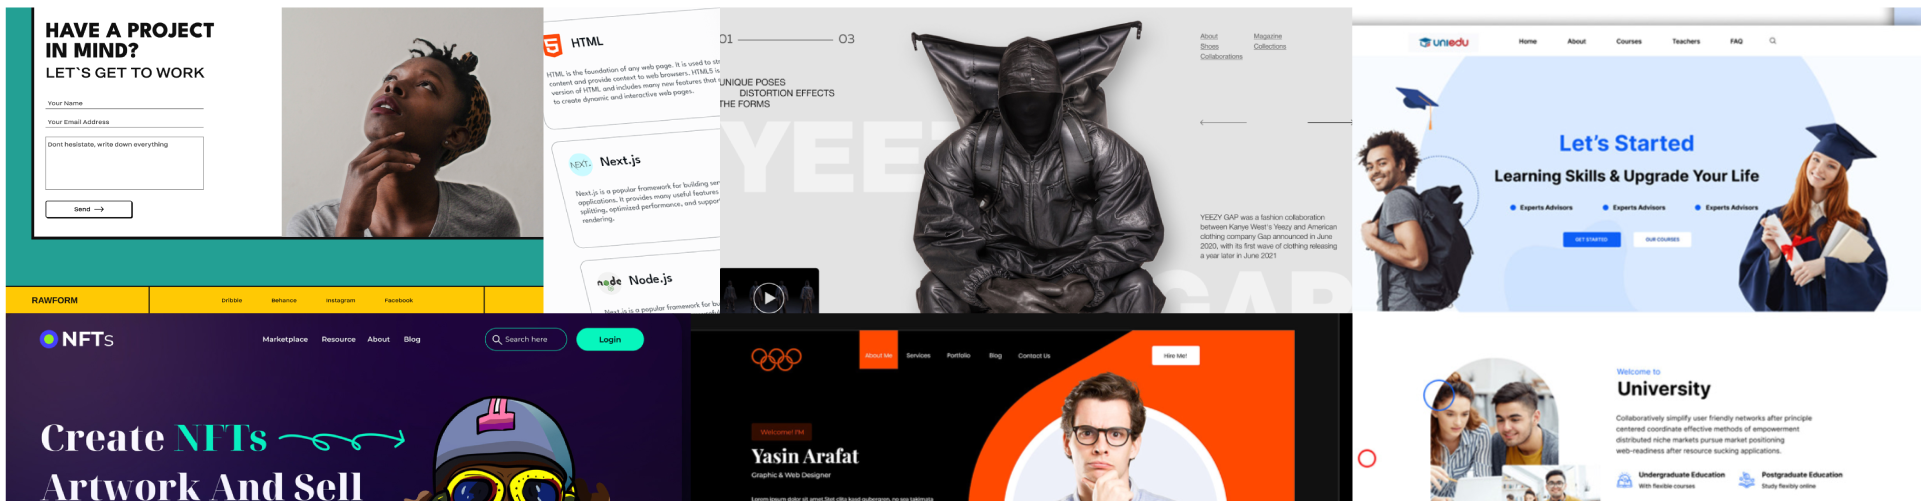 HAVE A PROJECT
IN MIND?
LET`S GET TO WORK
Your Name
Your Email Address
Dont hesistate, write down everything
Send
RAWFORM
Dribble
Behance
Instagram
Facebook
HTML
HTML is the foundation of any web page. It is used to str
content and provide context to web browsers. HTML5 is
version of HTML, and includes many new features that
to create dynamic and interactive web pages.
NEXT.
Next.js
Next.js is a popular framework for building ser
applications. It provides many useful features
splitting, optimized performance, and suppor
rendering.
node
Node.js
Next.js is a popular framework for bu
01
03
UNIQUE POSES
DISTORTION EFFECTS
THE FORMS
YEEZ
GAP
About
Shoes
Collaborations
Magazine
Collections
YEEZY GAP was a fashion collaboration
between Kanye West's Yeezy and American
clothing company Gap announced in June
2020, with its first wave of clothing releasing
a year later in June 2021
UNIEDU
Home
About
Courses
Teachers
FAQ
Let's Started
Learning Skills & Upgrade Your Life
Experts Advisors
Experts Advisors
Experts Advisors
GET STARTED
OUR COURSES
NFTs
Marketplace
Resource
About
Blog
Search here
Login
Create NFTs
Artwork And Sell
About Me
Services
Portfolio
Blog
Contact Us
Hire Me!
Welcome! I'M
Yasin Arafat
Graphic & Web Designer
Lorem ipsum dolor sit amet. Stet clita kasd gubergren, no sea takimata
Welcome to
University
Collaboratively simplify user friendly networks after principle
centered coordinate effective methods of empowerment
distributed niche markets pursue market positioning
web-readiness after resource sucking applications.
Undergraduate Education
With flexible courses
Postgraduate Education
Study flexibly online